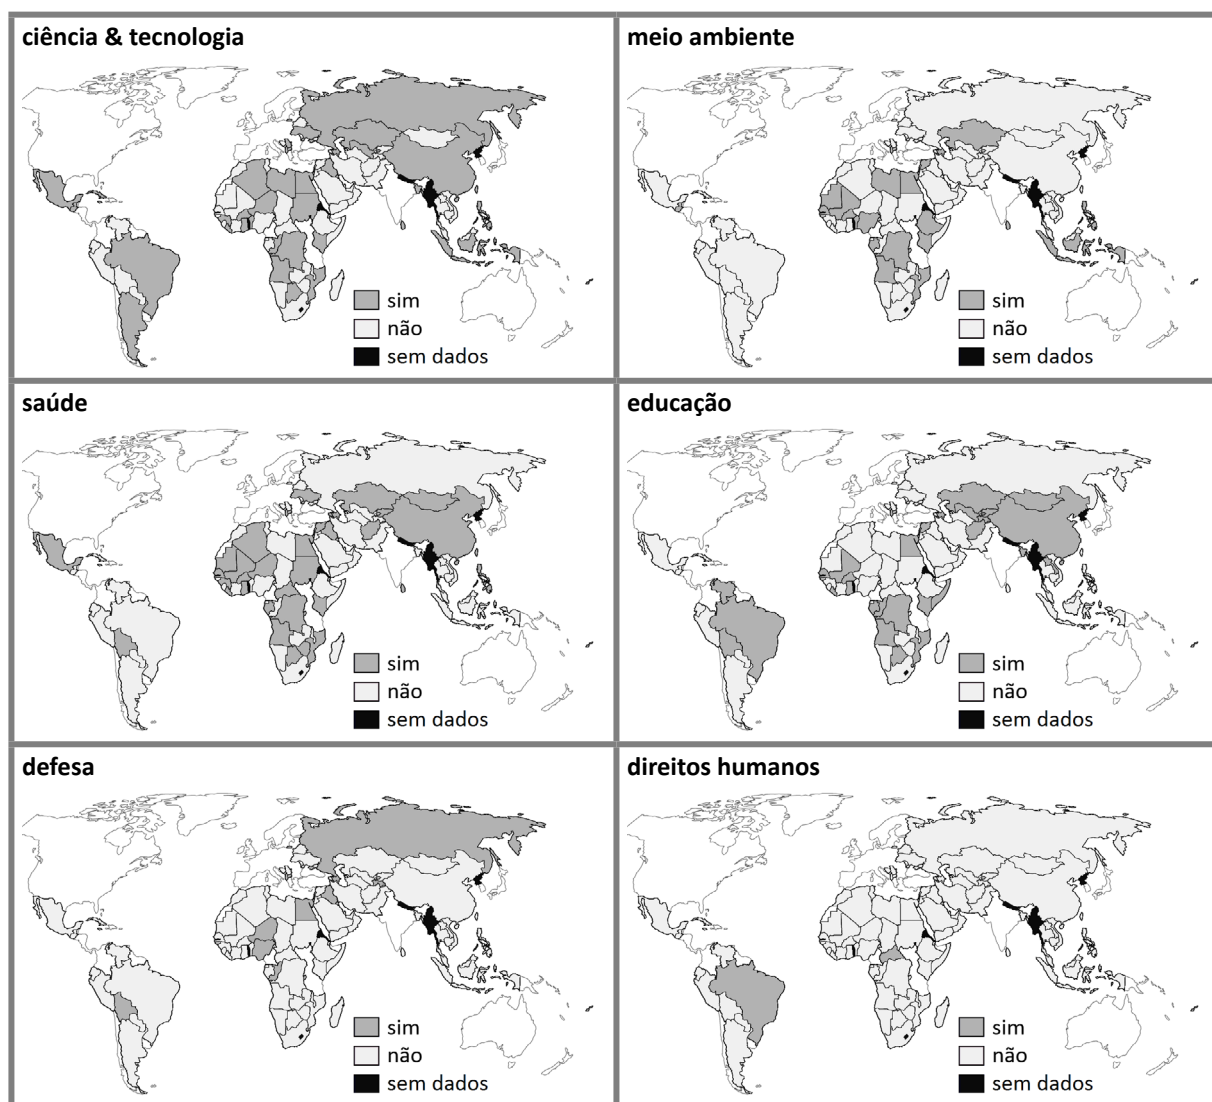 ciência & tecnologia
sim
não
sem dados
meio ambiente
sim
não
sem dados
saúde
sim
não
sem dados
educação
sim
não
sem dados
defesa
sim
não
sem dados
direitos humanos
sim
não
sem dados